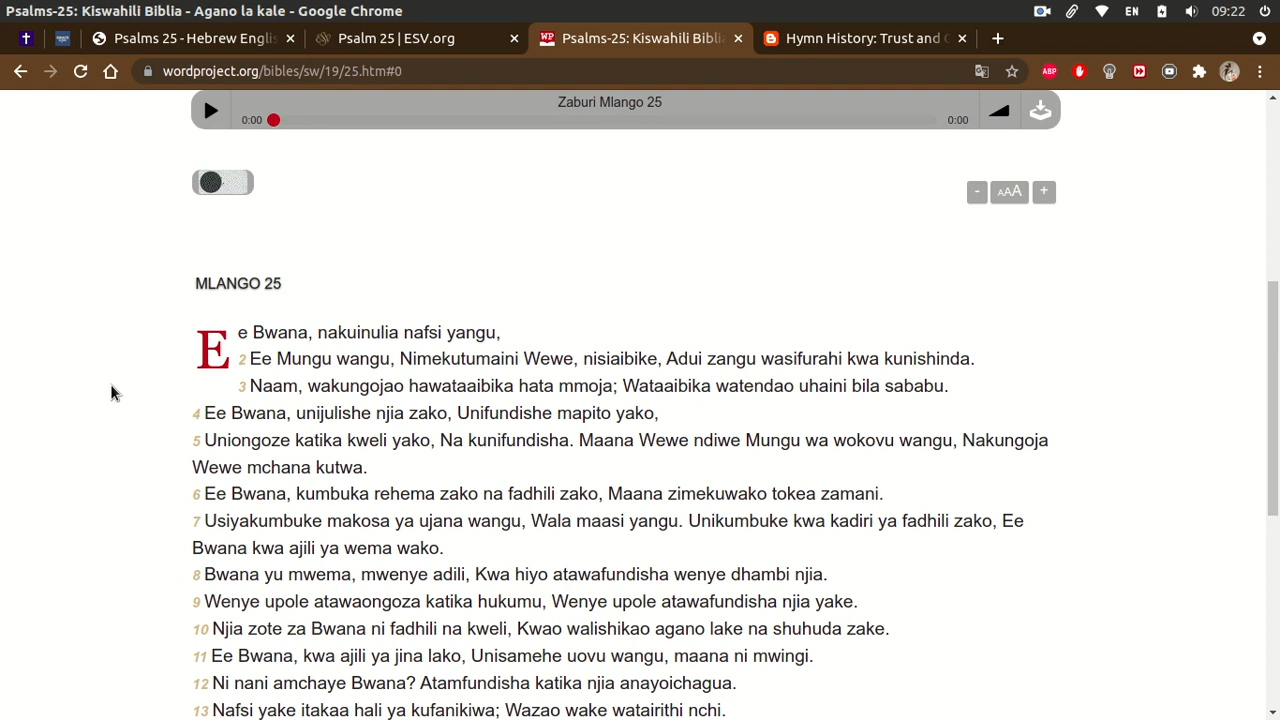 Psalms-25: Kiswahili Biblia - Agano la kale - Google Chrome
EN
09:22
Psalms 25 - Hebrew Englis
Psalm 25 | ESV.org
WP Psalms-25: Kiswahili Bibli
Hymn History: Trust and
wordproject.org/bibles/sw/19/25.htm#0
ABP
Zaburi Mlango 25
0:00
0:00
- AAA +
MLANGO 25
Ee Bwana, nakuinulia nafsi yangu,
2 Ee Mungu wangu, Nimekutumaini Wewe, nisiaibike, Adui zangu wasifurahi kwa kunishinda.
3 Naam, wakungojao hawataaibika hata mmoja; Wataaibika watendao uhaini bila sababu.
4 Ee Bwana, unijulishe njia zako, Unifundishe mapito yako,
5 Uniongoze katika kweli yako, Na kunifundisha. Maana Wewe ndiwe Mungu wa wokovu wangu, Nakungoja
Wewe mchana kutwa.
6 Ee Bwana, kumbuka rehema zako na fadhili zako, Maana zimekuwako tokea zamani.
7 Usiyakumbuke makosa ya ujana wangu, Wala maasi yangu. Unikumbuke kwa kadiri ya fadhili zako, Ee
Bwana kwa ajili ya wema wako.
8 Bwana yu mwema, mwenye adili, Kwa hiyo atawafundisha wenye dhambi njia.
9 Wenye upole atawaongoza katika hukumu, Wenye upole atawafundisha njia yake.
10 Njia zote za Bwana ni fadhili na kweli, Kwao walishikao agano lake na shuhuda zake.
11 Ee Bwana, kwa ajili ya jina lako, Unisamehe uovu wangu, maana ni mwingi.
12 Ni nani amchaye Bwana? Atamfundisha katika njia anayoichagua.
13 Nafsi yake itakaa hali ya kufanikiwa; Wazao wake watairithi nchi.